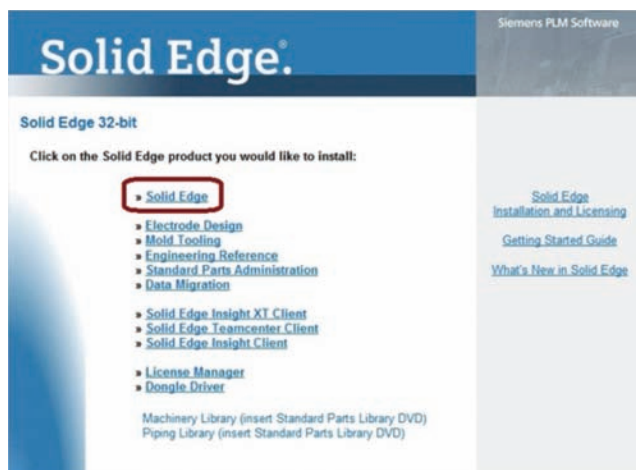 Siemens PLM Software
Solid Edge®
Solid Edge 32-bit
Click on the Solid Edge product you would like to install:
» Solid Edge
» Electrode Design
» Mold Tooling
» Engineering Reference
» Standard Parts Administration
» Data Migration
» Solid Edge Insight XT Client
» Solid Edge Teamcenter Client
» Solid Edge Insight Client
» License Manager
» Dongle Driver
Machinery Library (insert Standard Parts Library DVD)
Piping Library (insert Standard Parts Library DVD)
Solid Edge
Installation and Licensing
Getting Started Guide
What's New in Solid Edge